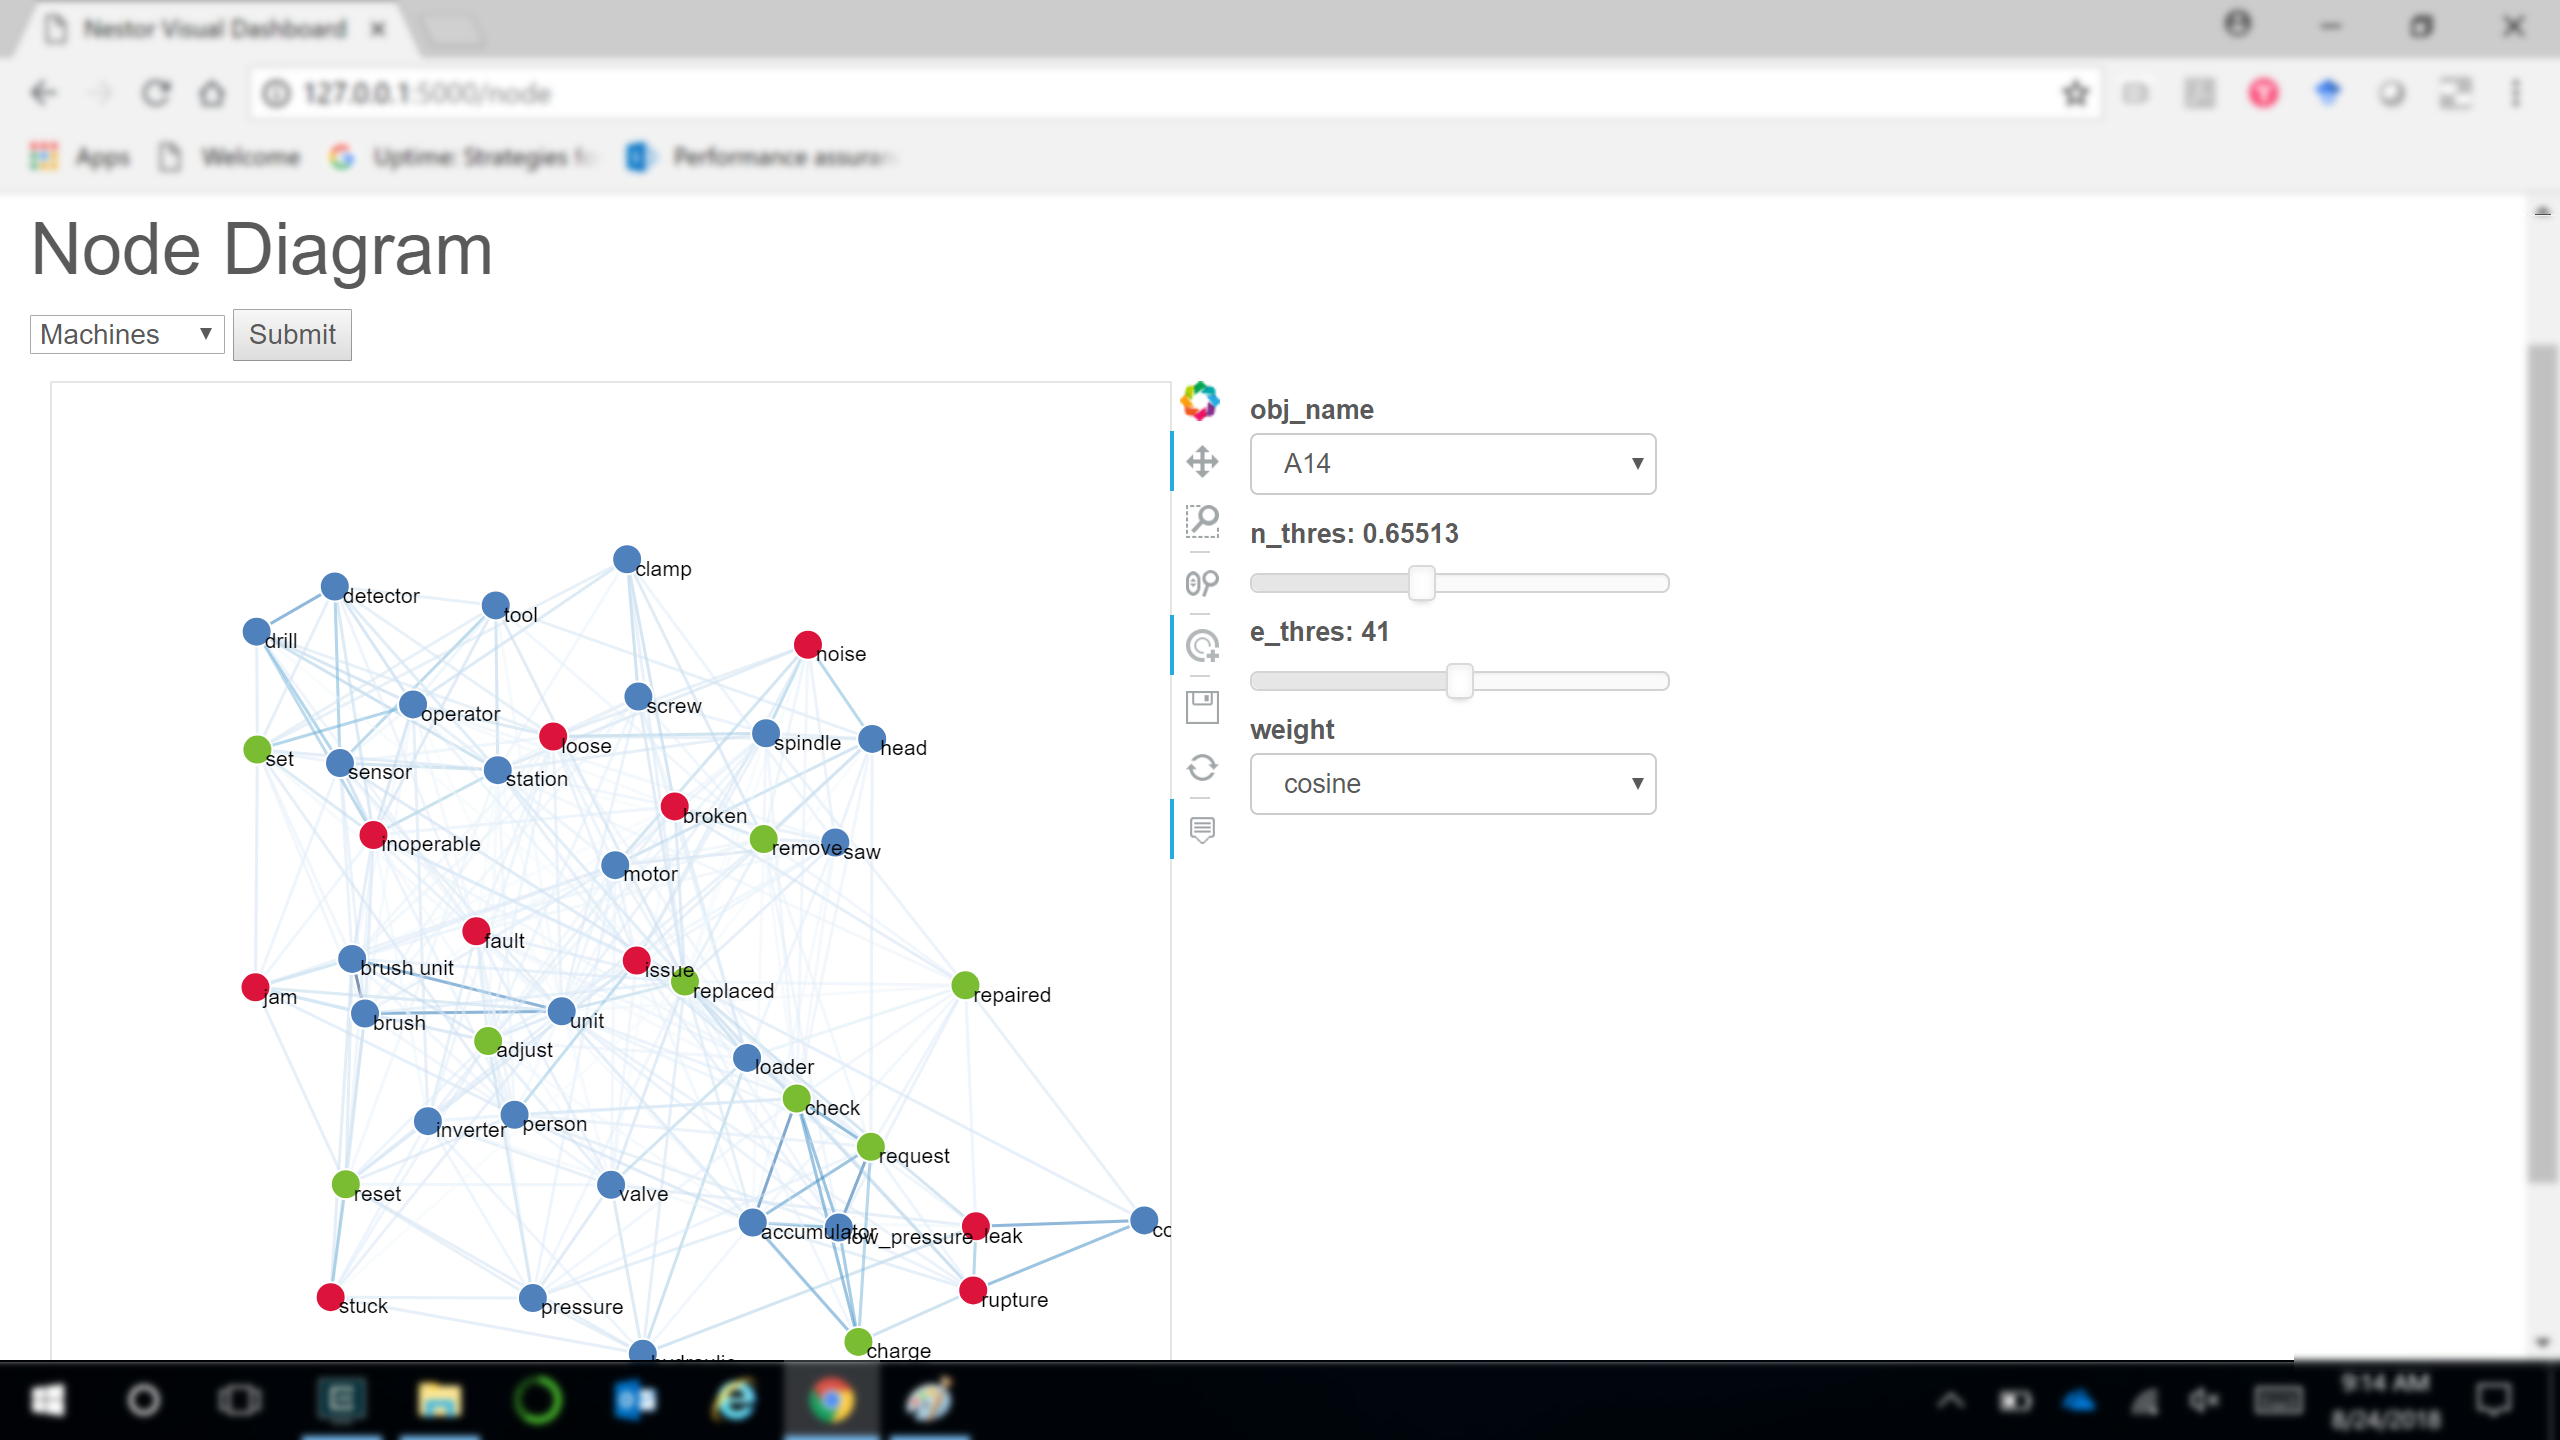 Nestor Visual Dashboard
127.0.0.1:5000/node
Apps
Welcome
Uptime: Strategies fo
Performance assuran
Node Diagram
Machines
Submit
obj_name
A14
n_thres: 0.65513
e_thres: 41
weight
cosine
clamp
detector
tool
drill
noise
screw
operator
loose
spindle
head
set
sensor
station
broken
remove
saw
inoperable
motor
fault
brush unit
issue
replaced
repaired
jam
brush
unit
adjust
loader
check
inverter
person
request
reset
valve
accumulator
low_pressure
leak
cc
stuck
pressure
rupture
charge
9:14 AM
8/24/2018